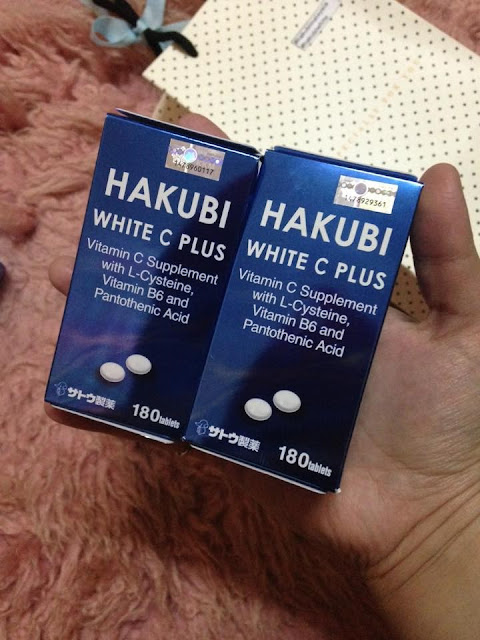 HAKUBI
WHITE C PLUS
Vitamin C Supplement
with L-Cysteine,
Vitamin B6 and
Pantothenic Acid
サトウ製薬
180tablets
HAKUBI
WHITE C PLUS
Vitamin C Supplement
with L-Cysteine,
Vitamin B6 and
Pantothenic Acid
サトウ製薬
180tablets